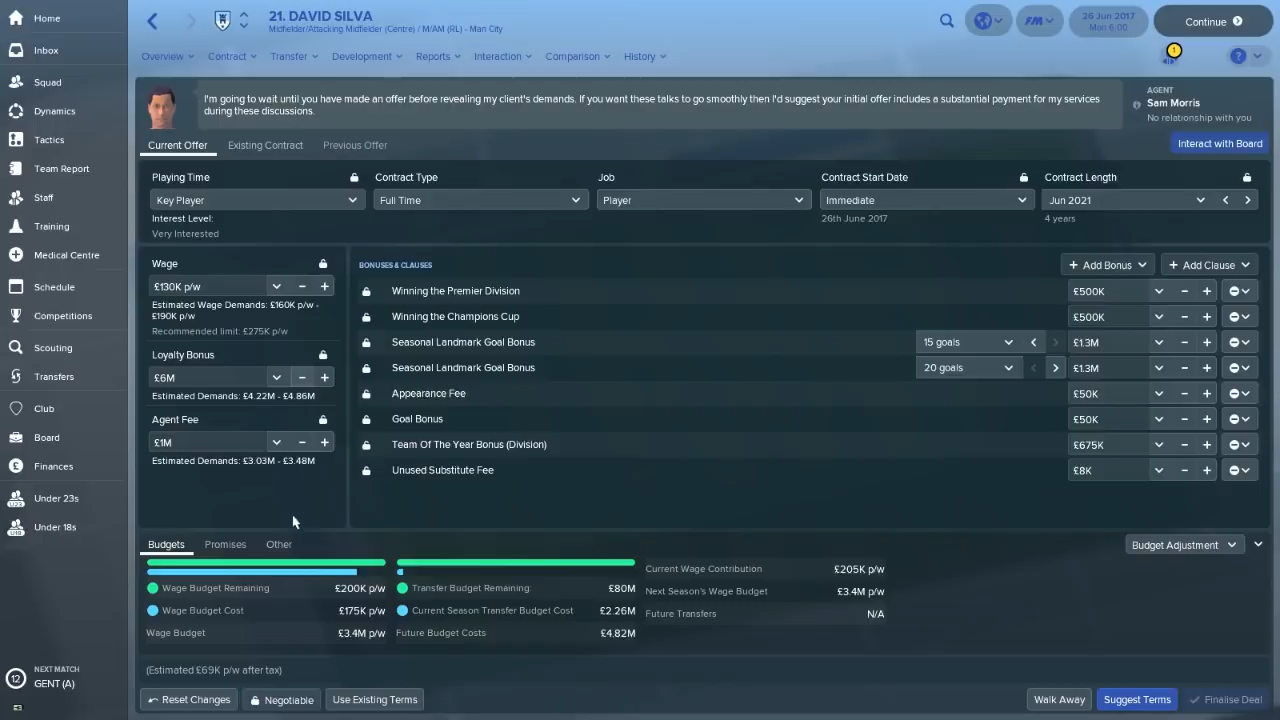 Home
Inbox
Squad
Dynamics
Tactics
Team Report
Staff
Training
Medical Centre
Schedule
Competitions
Scouting
Transfers
Club
Board
Finances
Under 23s
Under 18s
12
NEXT MATCH
GENT (A)
21. DAVID SILVA
Midfielder/Attacking Midfielder (Centre) / M/AM (RL) - Man City
FM
26 Jun 2017
Mon 6:00
Continue
Overview Contract Transfer Development Reports Interaction Comparison History
1
?
I'm going to wait until you have made an offer before revealing my client's demands. If you want these talks to go smoothly then I'd suggest your initial offer includes a substantial payment for my services
during these discussions.
AGENT
Sam Morris
No relationship with you
Current Offer Existing Contract Previous Offer
Interact with Board
Playing Time Contract Type Job Contract Start Date Contract Length
Key Player Full Time Player Immediate Jun 2021
Interest Level: 26th June 2017 4 years
Very Interested
Wage
£130K p/w
Estimated Wage Demands: £160K p/w -
£190K p/w
Recommended limit: £275K p/w
Loyalty Bonus
£6M
Estimated Demands: £4.22M - £4.86M
Agent Fee
£1M
Estimated Demands: £3.03M - £3.48M
BONUSES & CLAUSES
+ Add Bonus + Add Clause
Winning the Premier Division £500K
Winning the Champions Cup £500K
Seasonal Landmark Goal Bonus 15 goals £1.3M
Seasonal Landmark Goal Bonus 20 goals £1.3M
Appearance Fee £50K
Goal Bonus £50K
Team Of The Year Bonus (Division) £675K
Unused Substitute Fee £8K
Budgets Promises Other
Budget Adjustment
Wage Budget Remaining £200K p/w
Wage Budget Cost £175K p/w
Wage Budget £3.4M p/w
Transfer Budget Remaining £80M
Current Season Transfer Budget Cost £2.26M
Future Budget Costs £4.82M
Current Wage Contribution £205K p/w
Next Season's Wage Budget £3.4M p/w
Future Transfers N/A
(Estimated £69K p/w after tax)
Reset Changes Negotiable Use Existing Terms Walk Away Suggest Terms Finalise Deal